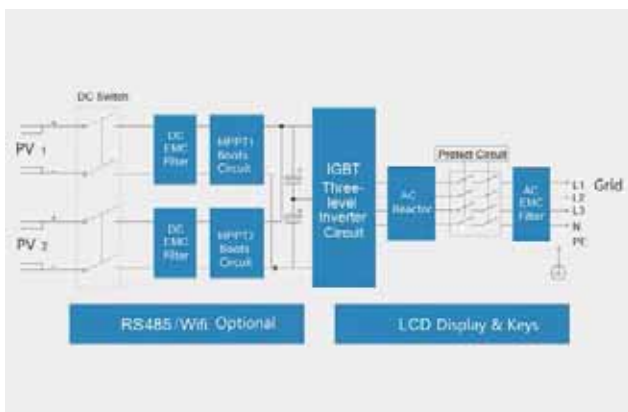 DC Switch
PV 1
PV 2
DC
EMC
Filter
MPPT1
Boots
Circuit
DC
EMC
Filter
MPPT2
Boots
Circuit
IGBT
Three-
level
Inverter
Circuit
AC
Reactor
Protect Circuit
AC
EMC
Filter
L1 Grid
L2
L3
N
PE
RS485/Wifi Optional
LCD Display & Keys